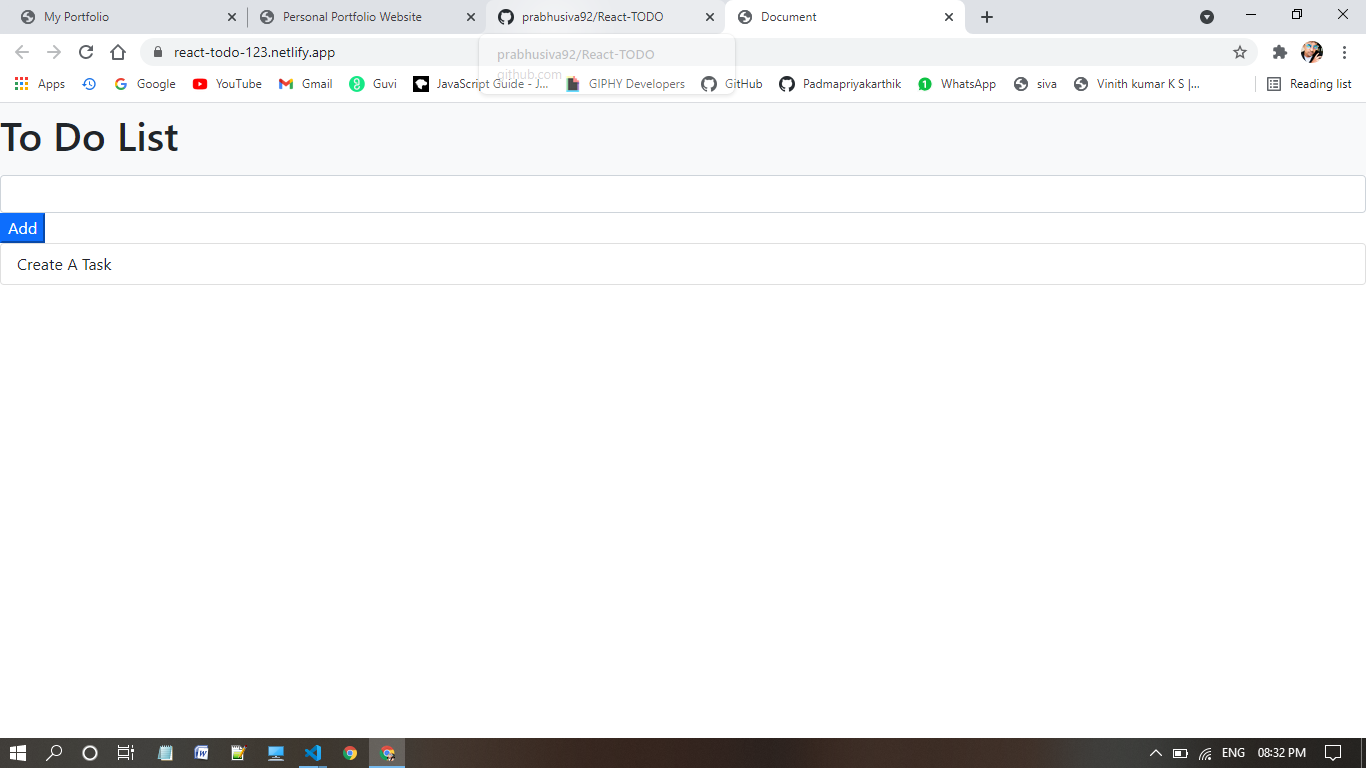 My Portfolio
Personal Portfolio Website
prabhusiva92/React-TODO
Document
react-todo-123.netlify.app
prabhusiva92/React-TODO
github.com
Apps
Google
YouTube
Gmail
Guvi
JavaScript Guide - J...
GIPHY Developers
GitHub
Padmapriyakarthik
1
WhatsApp
siva
Vinith kumar K S |...
Reading list
To Do List
Add
Create A Task
ENG
08:32 PM